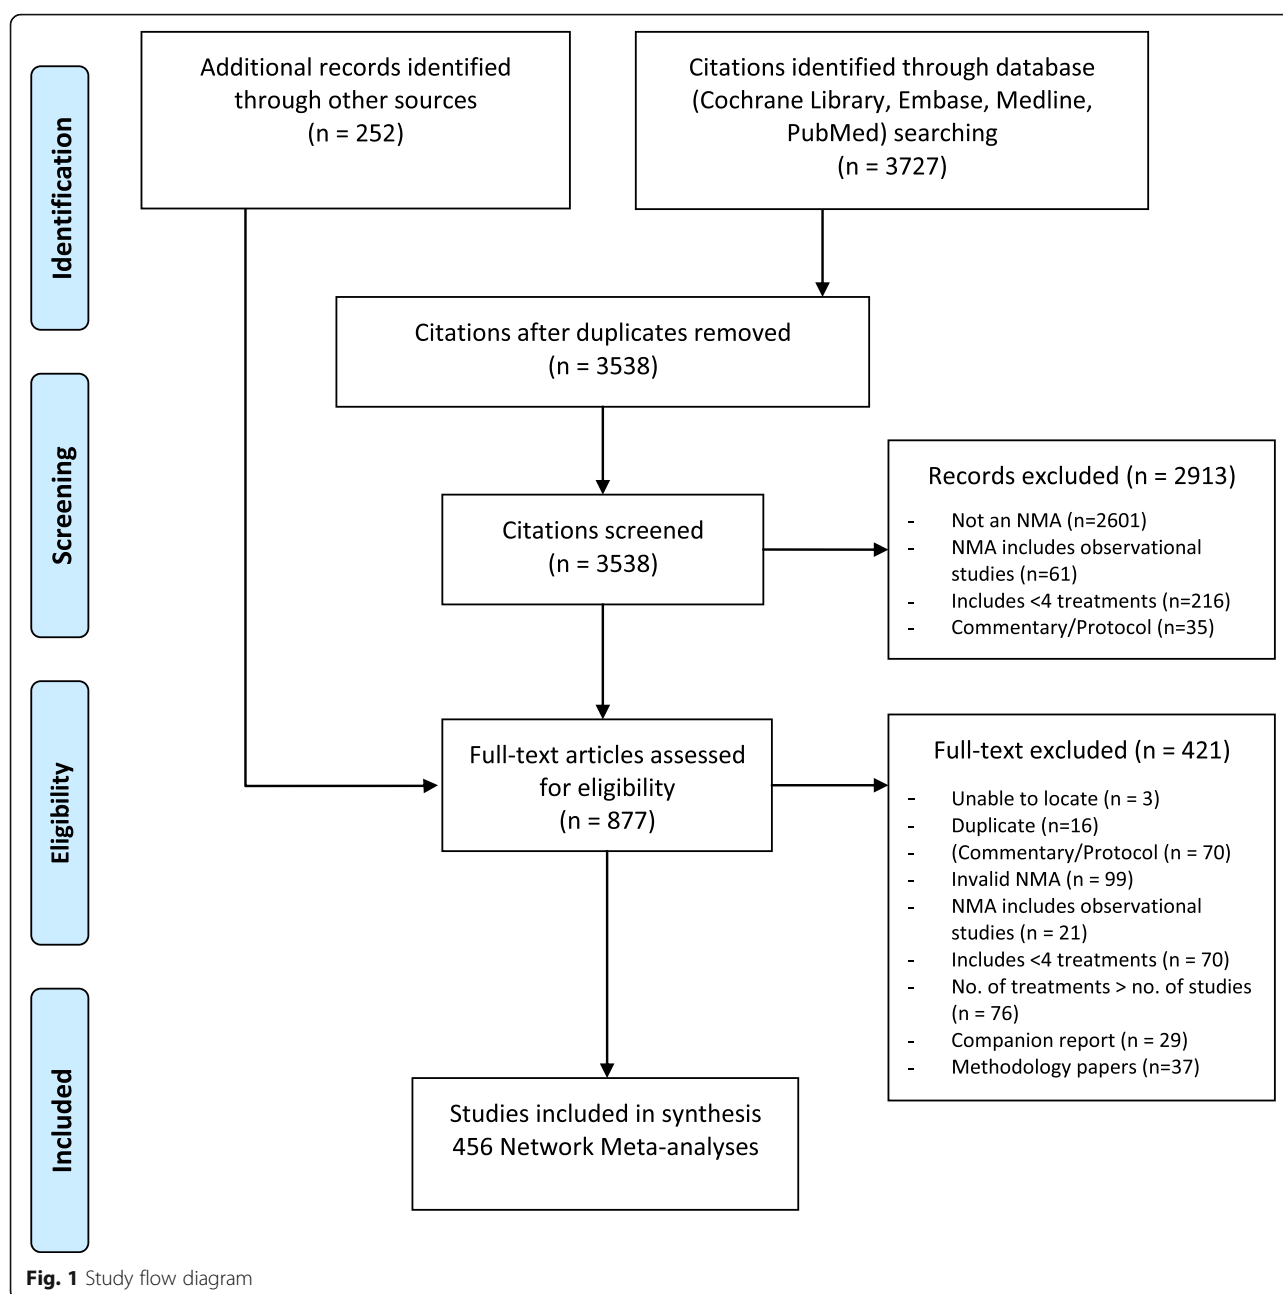 Identification
Additional records identified
through other sources
(n = 252)
Citations identified through database
(Cochrane Library, Embase, Medline,
PubMed) searching
(n = 3727)
Citations after duplicates removed
(n = 3538)
Screening
Citations screened
(n = 3538)
Records excluded (n = 2913)
- Not an NMA (n=2601)
- NMA includes observational
studies (n=61)
- Includes <4 treatments (n=216)
- Commentary/Protocol (n=35)
Eligibility
Full-text articles assessed
for eligibility
(n = 877)
Full-text excluded (n = 421)
- Unable to locate (n = 3)
- Duplicate (n=16)
- (Commentary/Protocol (n = 70)
- Invalid NMA (n = 99)
- NMA includes observational
studies (n = 21)
- Includes <4 treatments (n = 70)
- No. of treatments > no. of studies
(n = 76)
- Companion report (n = 29)
- Methodology papers (n=37)
Included
Studies included in synthesis
456 Network Meta-analyses
Fig. 1 Study flow diagram